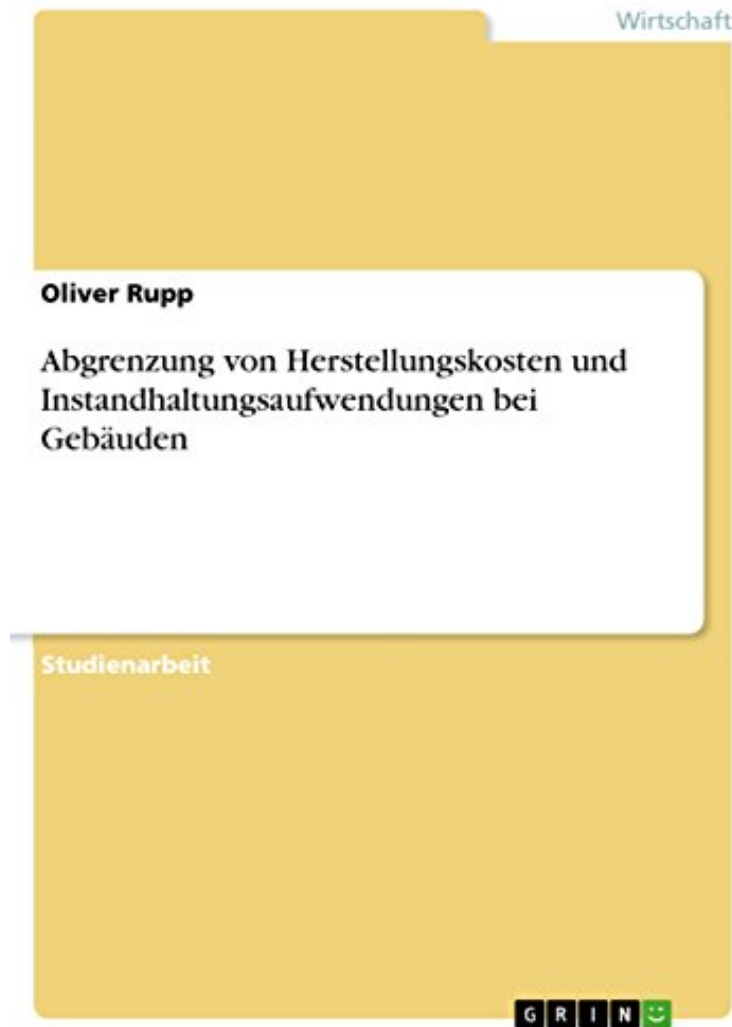 Wirtschaft
Oliver Rupp
Abgrenzung von Herstellungskosten und
Instandhaltungsaufwendungen bei
Gebäuden
Studienarbeit
GRIN